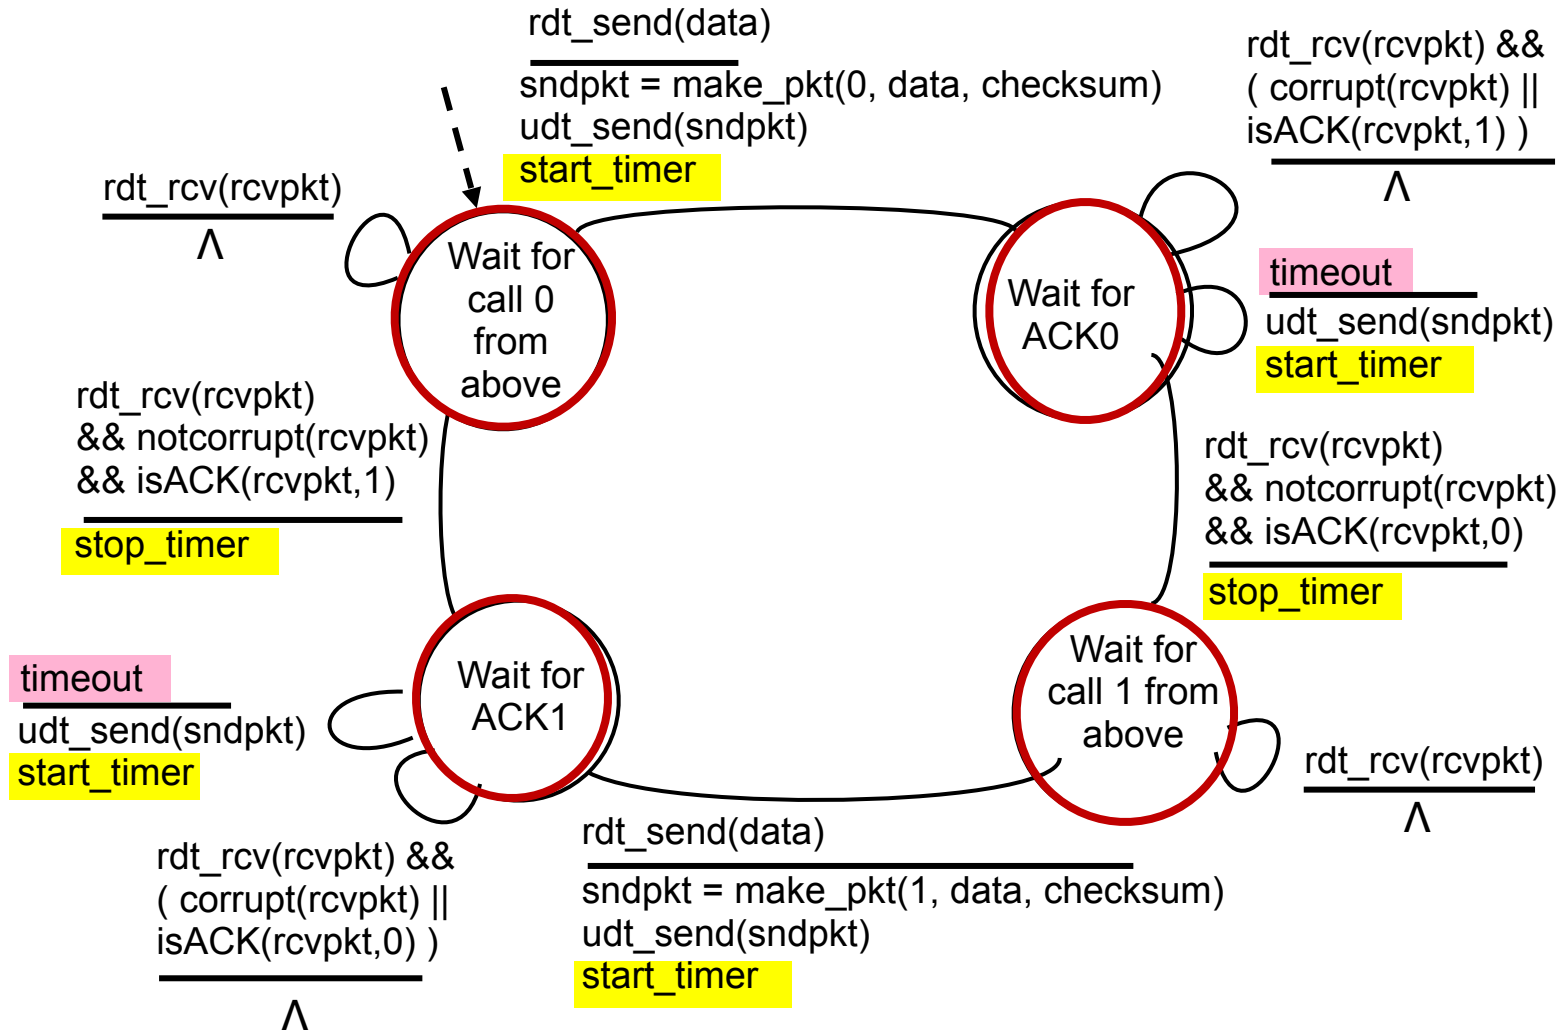 rdt_send(data)
sndpkt = make_pkt(0, data, checksum)
udt_send(sndpkt)
start_timer
rdt_rcv(rcvpkt) &&
( corrupt(rcvpkt) ||
isACK(rcvpkt,1) )
Λ
rdt_rcv(rcvpkt)
Λ
Wait for
call 0
from
above
Wait for
ACK0
timeout
udt_send(sndpkt)
start_timer
rdt_rcv(rcvpkt)
&& notcorrupt(rcvpkt)
&& isACK(rcvpkt,1)
stop_timer
rdt_rcv(rcvpkt)
&& notcorrupt(rcvpkt)
&& isACK(rcvpkt,0)
stop_timer
timeout
udt_send(sndpkt)
start_timer
Wait for
ACK1
Wait for
call 1 from
above
rdt_rcv(rcvpkt)
Λ
rdt_rcv(rcvpkt) &&
( corrupt(rcvpkt) ||
isACK(rcvpkt,0) )
Λ
rdt_send(data)
sndpkt = make_pkt(1, data, checksum)
udt_send(sndpkt)
start_timer